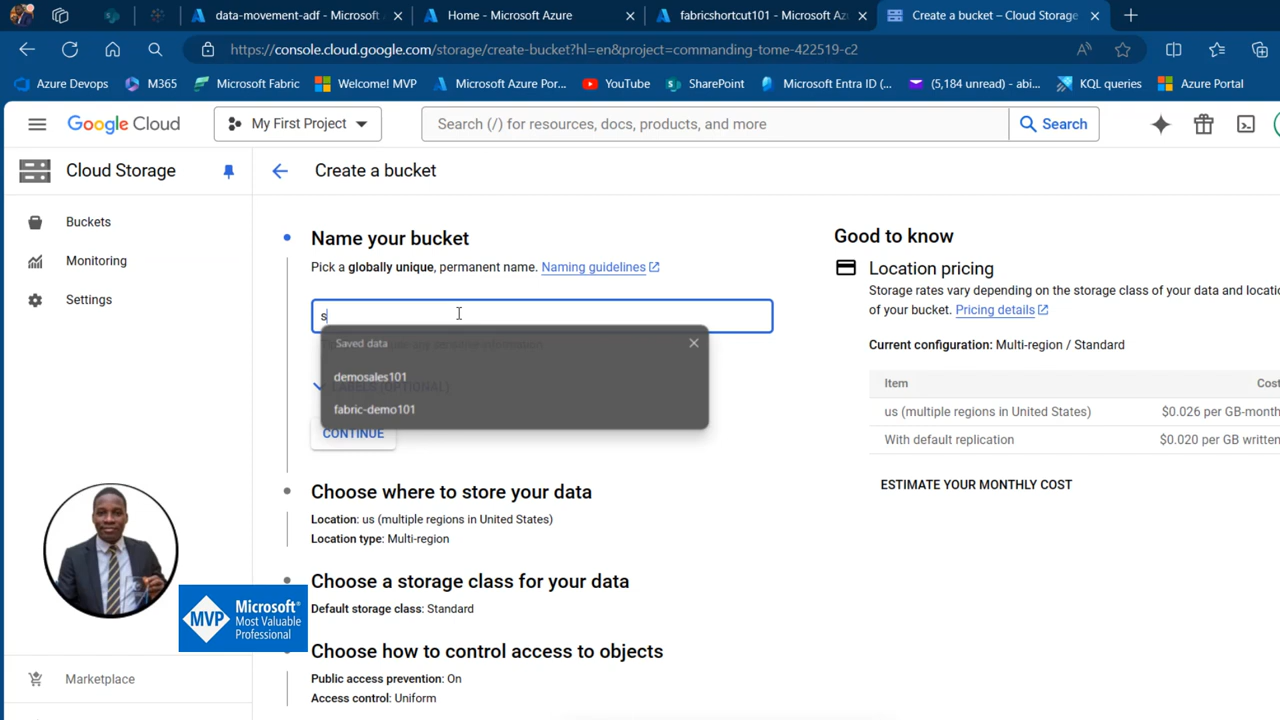 data-movement-adf - Microsoft
Home - Microsoft Azure
fabricshortcut101 - Microsoft Az
Create a bucket – Cloud Storage
https://console.cloud.google.com/storage/create-bucket?hl=en&project=commanding-tome-422519-c2
Azure Devops
M365
Microsoft Fabric
Welcome! MVP
Microsoft Azure Por...
YouTube
SharePoint
Microsoft Entra ID (...
(5,184 unread) - abi...
KQL queries
Azure Portal
Google Cloud
My First Project
Search (/) for resources, docs, products, and more
Search
Cloud Storage
Create a bucket
Buckets
Monitoring
Settings
Marketplace
Name your bucket
Pick a globally unique, permanent name. Naming guidelines
s
Saved data
demosales101
LABELS (OPTIONAL)
fabric-demo101
CONTINUE
Choose where to store your data
Location: us (multiple regions in United States)
Location type: Multi-region
Choose a storage class for your data
Default storage class: Standard
Choose how to control access to objects
Public access prevention: On
Access control: Uniform
Good to know
Location pricing
Storage rates vary depending on the storage class of your data and locatio
of your bucket. Pricing details
Current configuration: Multi-region / Standard
Item Cost
us (multiple regions in United States) $0.026 per GB-month
With default replication $0.020 per GB written
ESTIMATE YOUR MONTHLY COST
MVP
Microsoft®
Most Valuable
Professional